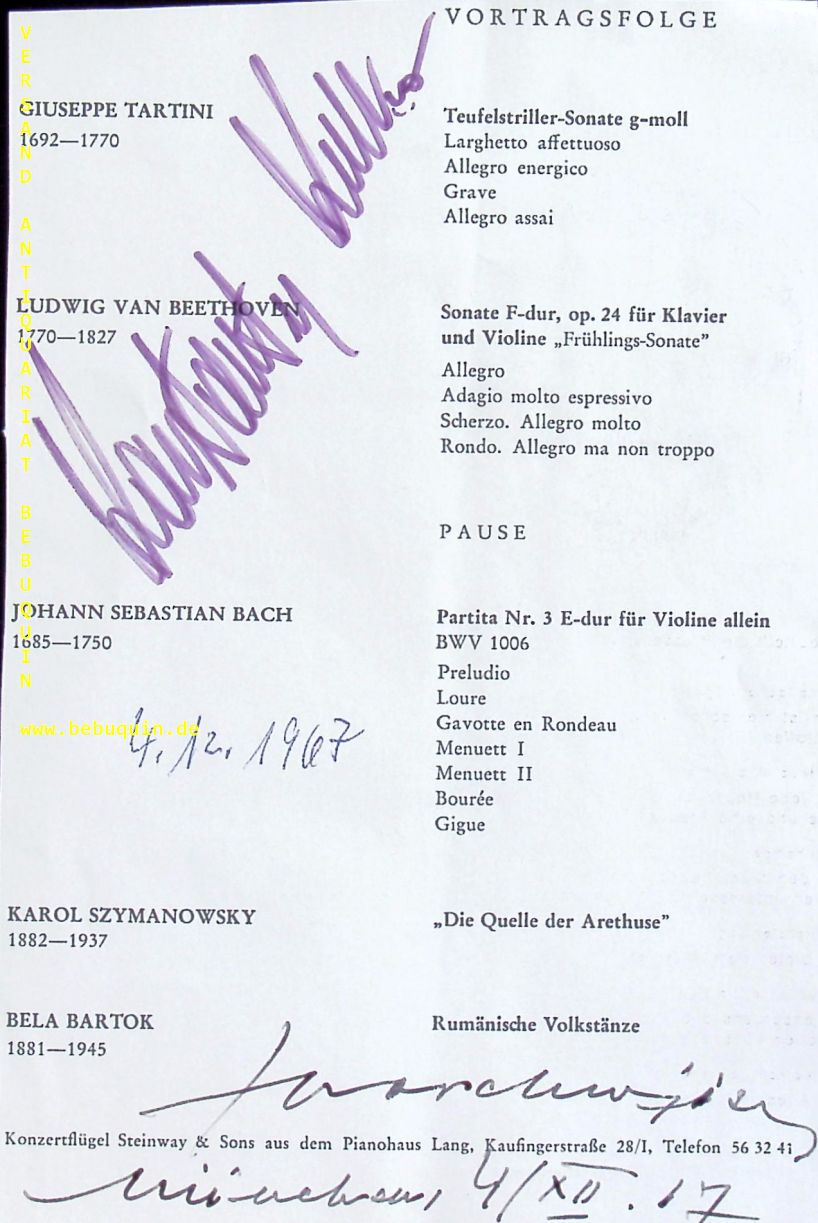 VORTRAGSFOLGE
GIUSEPPE TARTINI
1692—1770
Teufelstriller-Sonate g-moll
Larghetto affettuoso
Allegro energico
Grave
Allegro assai
LUDWIG VAN BEETHOVEN
1770—1827
Sonate F-dur, op. 24 für Klavier
und Violine „Frühlings-Sonate”
Allegro
Adagio molto espressivo
Scherzo. Allegro molto
Rondo. Allegro ma non troppo
PAUSE
JOHANN SEBASTIAN BACH
1685—1750
Partita Nr. 3 E-dur für Violine allein
BWV 1006
Preludio
Loure
Gavotte en Rondeau
Menuett I
Menuett II
Bourée
Gigue
4. 12. 1967
KAROL SZYMANOWSKY
1882—1937
„Die Quelle der Arethuse”
BELA BARTOK
1881—1945
Rumänische Volkstänze
Konzertflügel Steinway & Sons aus dem Pianohaus Lang, Kaufingerstraße 28/I, Telefon 56 32 41
München, 4/XII. 67
VERSAND ANTIQUARIAT BEBUQUIN
www.bebuquin.de